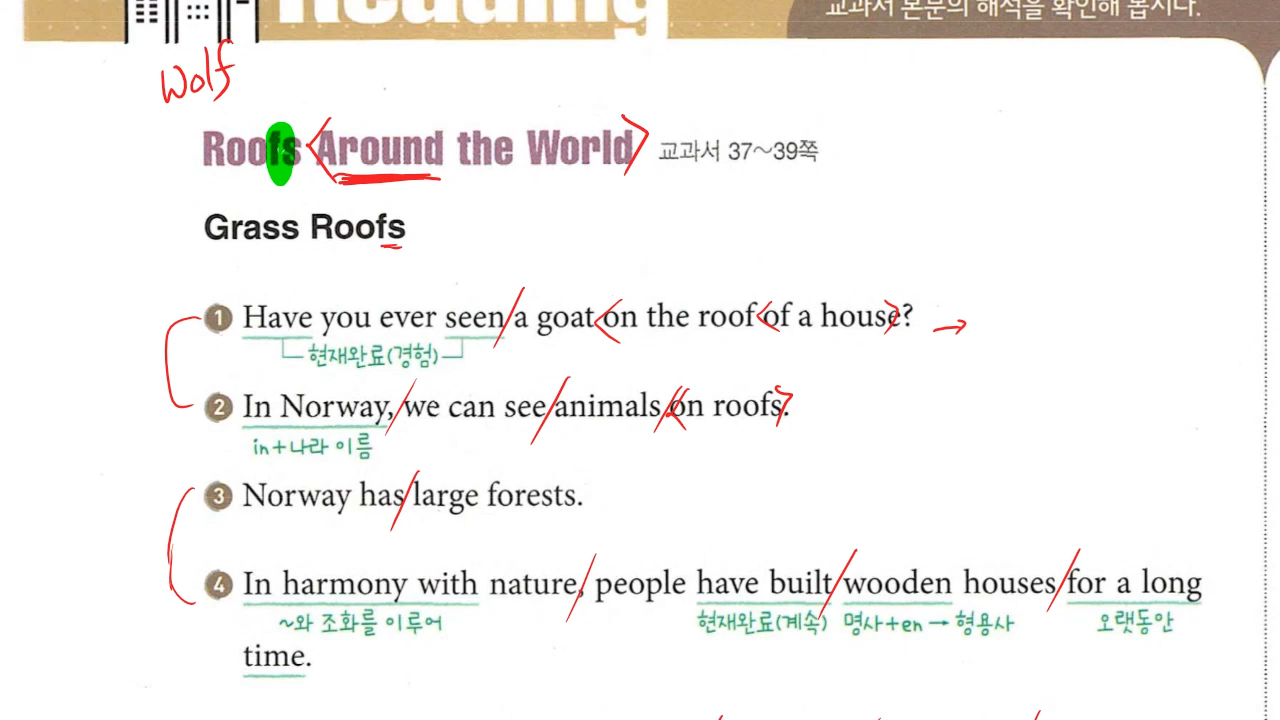 Reading
교과서 본문의 해석을 확인해 봅시다.
Wolf
Roofs Around the World 교과서 37~39쪽
Grass Roofs
1 Have you ever seen a goat on the roof of a house?
현재완료(경험)
2 In Norway, we can see animals on roofs.
in+나라 이름
3 Norway has large forests.
4 In harmony with nature, people have built wooden houses for a long
~와 조화를 이루어 현재완료(계속) 명사+en → 형용사 오랫동안
time.